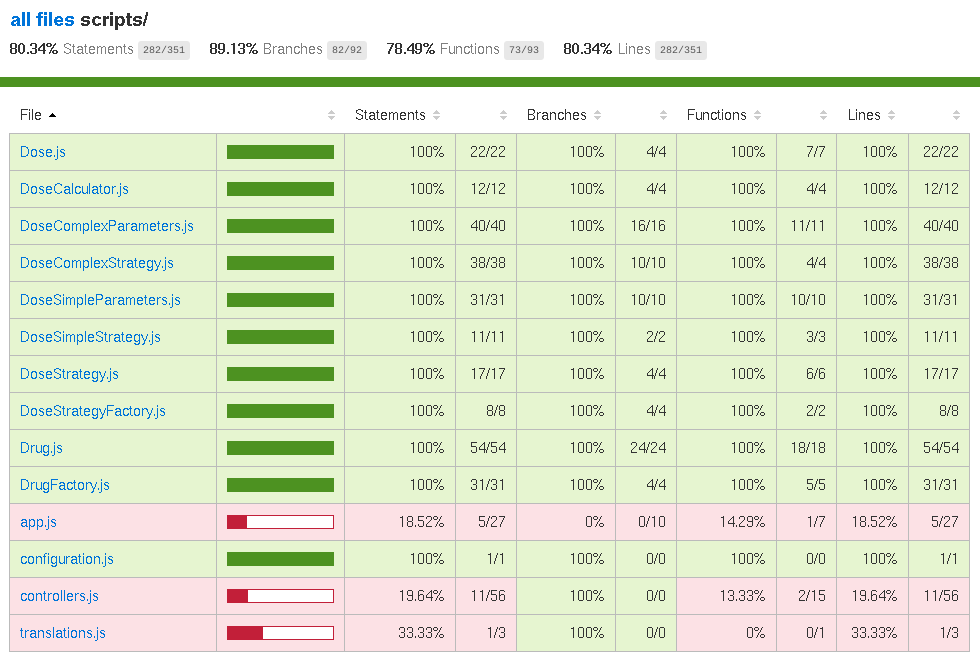 all files scripts/
80.34% Statements 282/351 89.13% Branches 82/92 78.49% Functions 73/93 80.34% Lines 282/351
File Statements Branches Functions Lines
Dose.js 100% 22/22 100% 4/4 100% 7/7 100% 22/22
DoseCalculator.js 100% 12/12 100% 4/4 100% 4/4 100% 12/12
DoseComplexParameters.js 100% 40/40 100% 16/16 100% 11/11 100% 40/40
DoseComplexStrategy.js 100% 38/38 100% 10/10 100% 4/4 100% 38/38
DoseSimpleParameters.js 100% 31/31 100% 10/10 100% 10/10 100% 31/31
DoseSimpleStrategy.js 100% 11/11 100% 2/2 100% 3/3 100% 11/11
DoseStrategy.js 100% 17/17 100% 4/4 100% 6/6 100% 17/17
DoseStrategyFactory.js 100% 8/8 100% 4/4 100% 2/2 100% 8/8
Drug.js 100% 54/54 100% 24/24 100% 18/18 100% 54/54
DrugFactory.js 100% 31/31 100% 4/4 100% 5/5 100% 31/31
app.js 18.52% 5/27 0% 0/10 14.29% 1/7 18.52% 5/27
configuration.js 100% 1/1 100% 0/0 100% 0/0 100% 1/1
controllers.js 19.64% 11/56 100% 0/0 13.33% 2/15 19.64% 11/56
translations.js 33.33% 1/3 100% 0/0 0% 0/1 33.33% 1/3